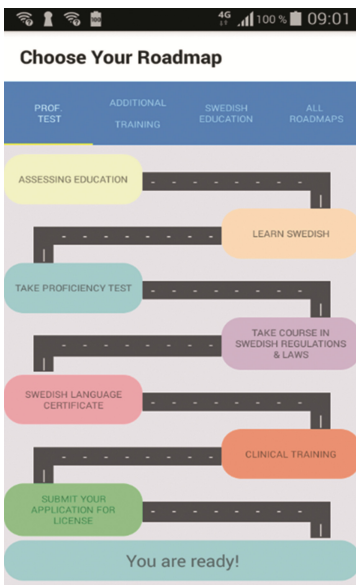 4G 100 % 09:01
Choose Your Roadmap
PROF.
TEST
ADDITIONAL
TRAINING
SWEDISH
EDUCATION
ALL
ROADMAPS
ASSESSING EDUCATION
LEARN SWEDISH
TAKE PROFICIENCY TEST
TAKE COURSE IN
SWEDISH REGULATIONS
& LAWS
SWEDISH LANGUAGE
CERTIFICATE
CLINICAL TRAINING
SUBMIT YOUR
APPLICATION FOR
LICENSE
You are ready!